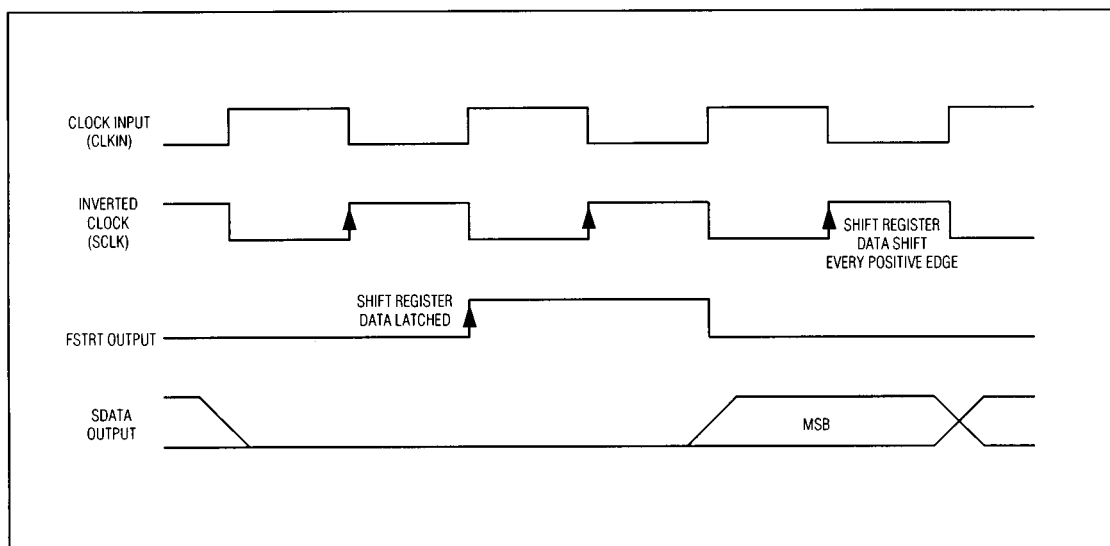 CLOCK INPUT
(CLKIN)
INVERTED
CLOCK
(SCLK)
SHIFT REGISTER
DATA SHIFT
EVERY POSITIVE EDGE
SHIFT REGISTER
DATA LATCHED
FSTRT OUTPUT
SDATA
OUTPUT
MSB